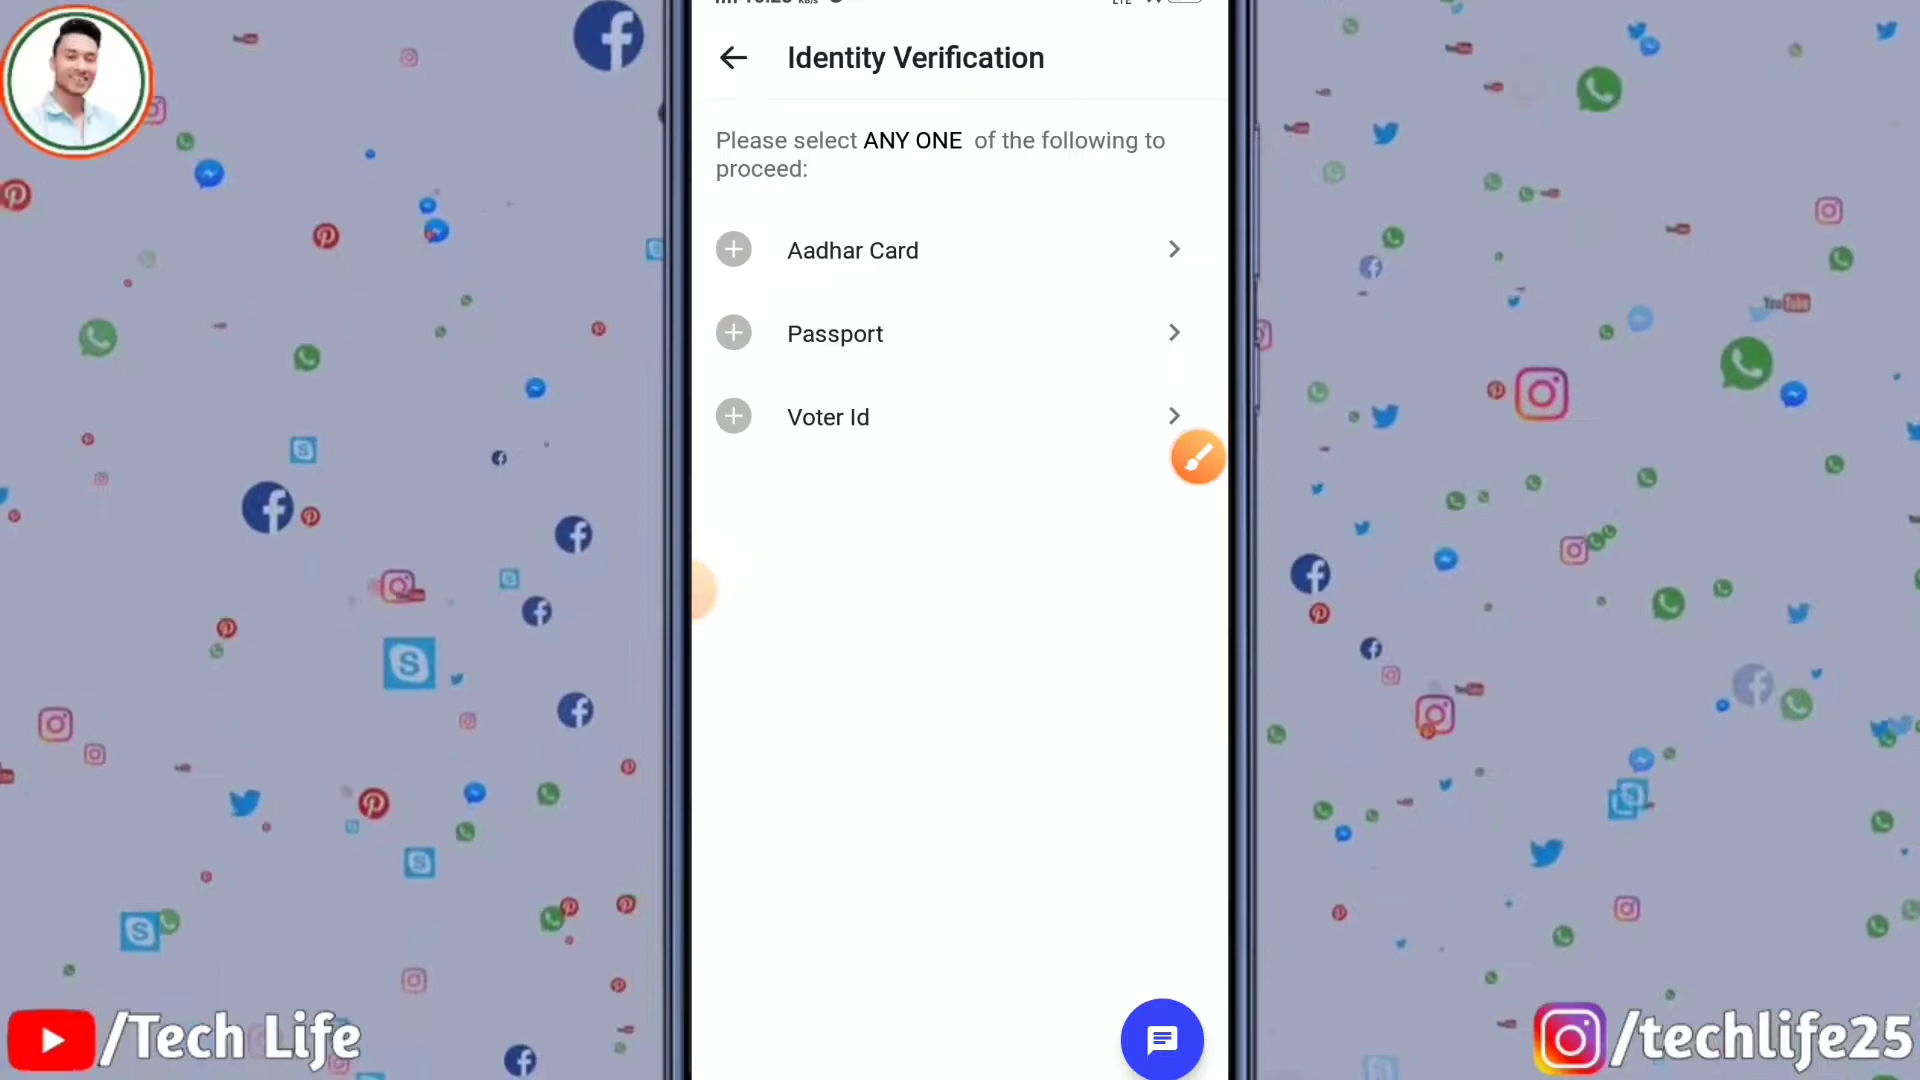 Identity Verification
Please select ANY ONE of the following to
proceed:
Aadhar Card
Passport
Voter Id
YouTube
/Tech Life
/techlife25